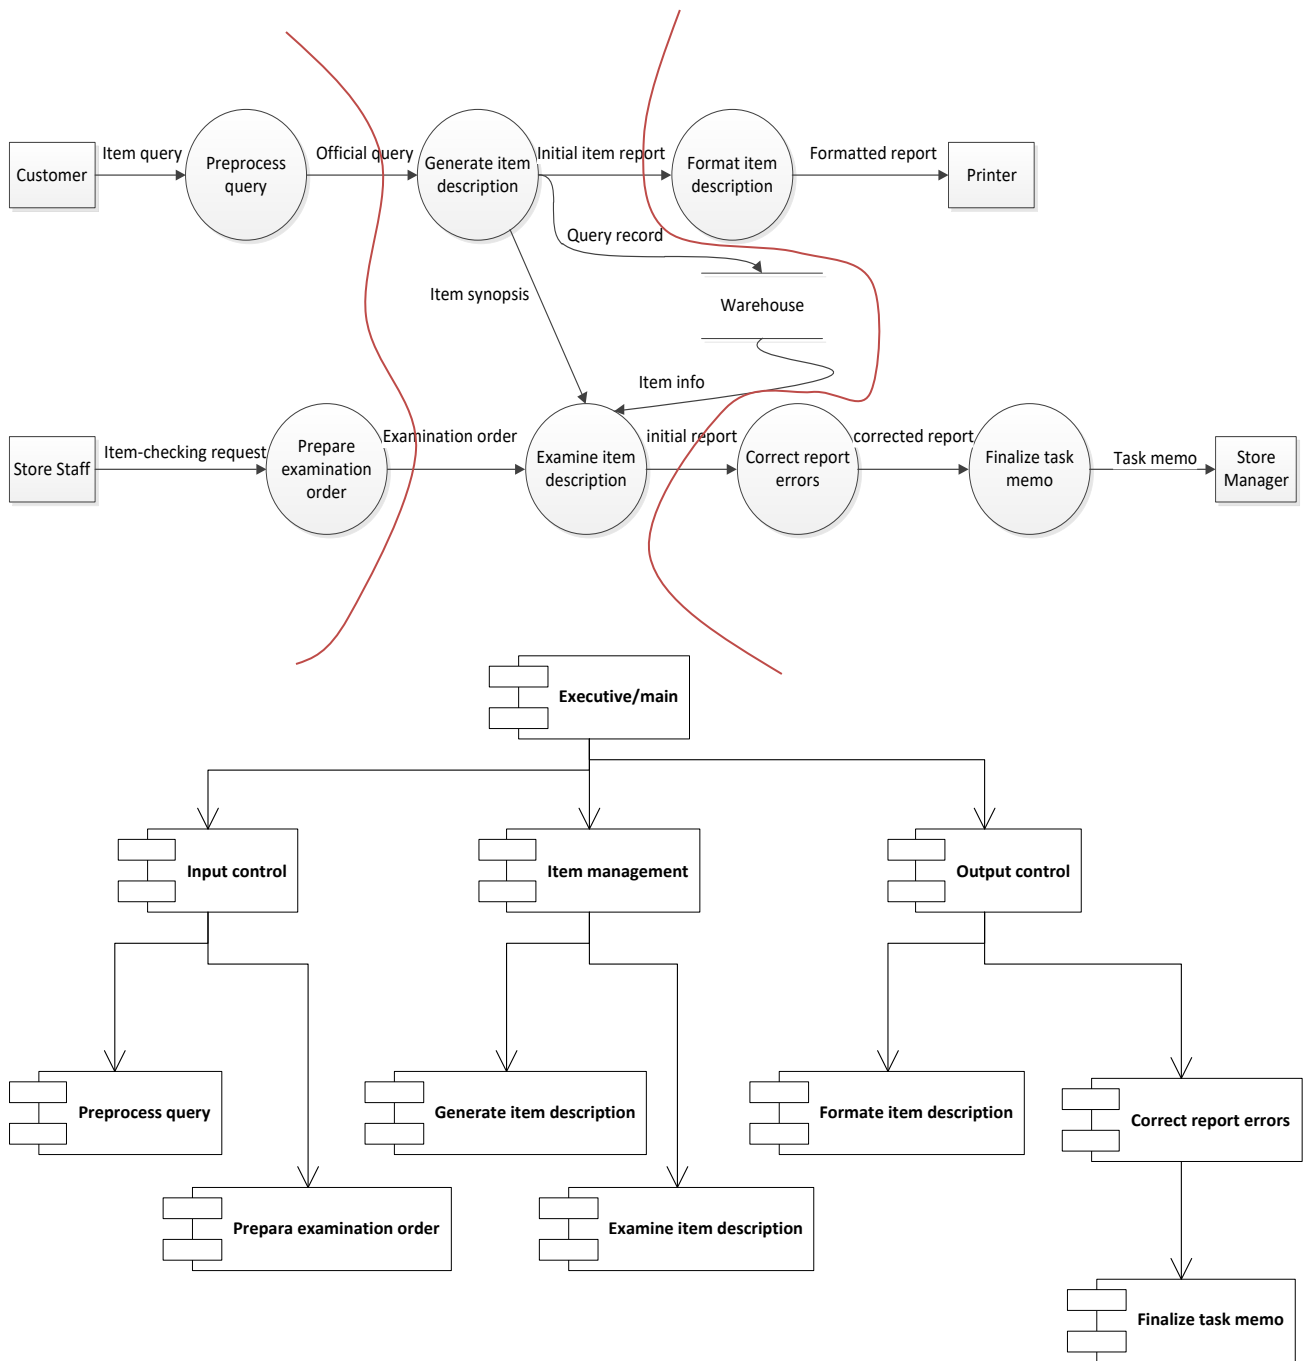 Item query
Official query
Initial item report
Formatted report
Customer
Preprocess
query
Generate item
description
Format item
description
Printer
Query record
Item synopsis
Warehouse
Item info
Item-checking request
Examination order
initial report
corrected report
Task memo
Store Staff
Prepare
examination
order
Examine item
description
Correct report
errors
Finalize task
memo
Store
Manager
Executive/main
Input control
Item management
Output control
Preprocess query
Generate item description
Formate item description
Correct report errors
Prepara examination order
Examine item description
Finalize task memo